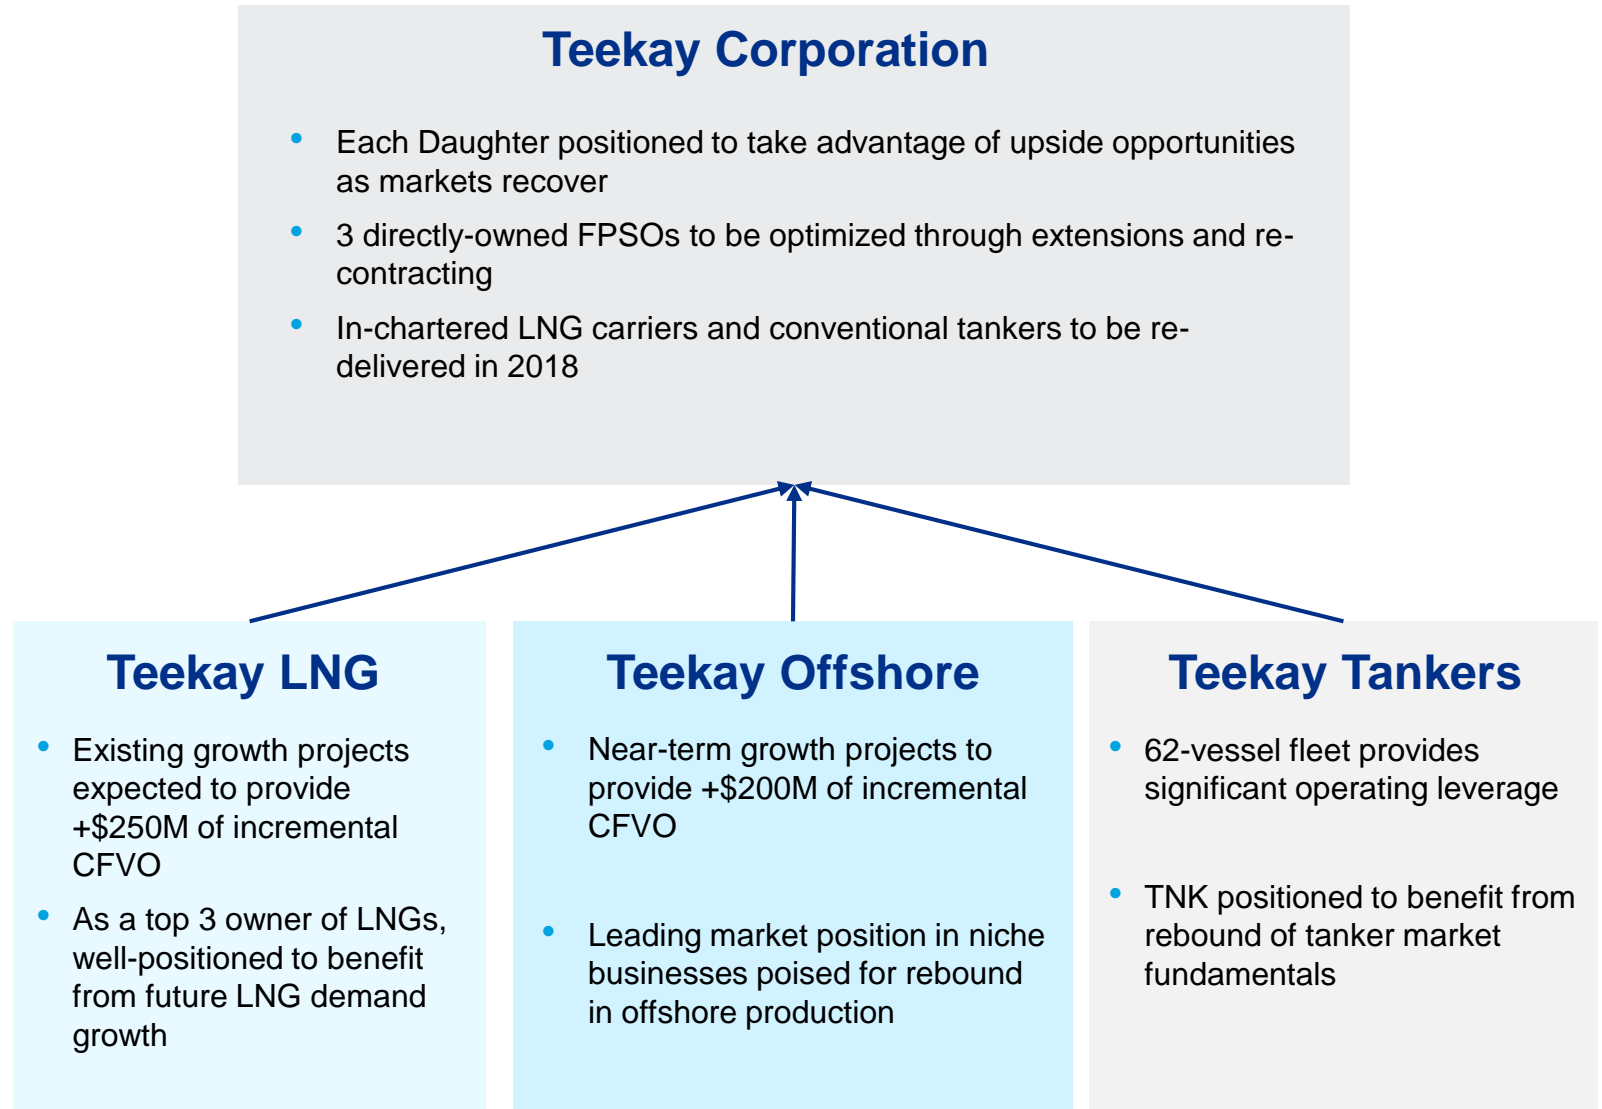 Teekay Corporation
• Each Daughter positioned to take advantage of upside opportunities
as markets recover
• 3 directly-owned FPSOs to be optimized through extensions and re-
contracting
• In-chartered LNG carriers and conventional tankers to be re-
delivered in 2018
Teekay LNG
• Existing growth projects
expected to provide
+$250M of incremental
CFVO
• As a top 3 owner of LNGs,
well-positioned to benefit
from future LNG demand
growth
Teekay Offshore
• Near-term growth projects to
provide +$200M of incremental
CFVO
• Leading market position in niche
businesses poised for rebound
in offshore production
Teekay Tankers
• 62-vessel fleet provides
significant operating leverage
• TNK positioned to benefit from
rebound of tanker market
fundamentals